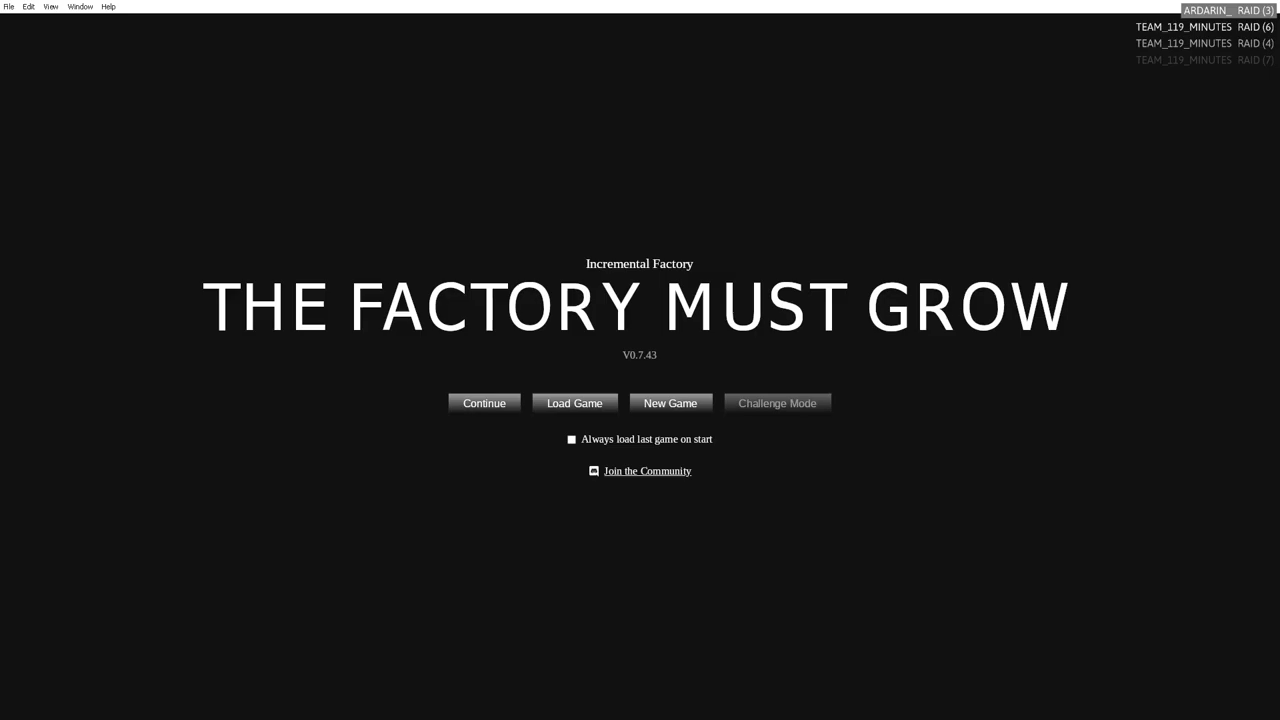 File Edit View Window Help
ARDARIN_ RAID (3)
TEAM_119_MINUTES RAID (6)
TEAM_119_MINUTES RAID (4)
TEAM_119_MINUTES RAID (7)
Incremental Factory
THE FACTORY MUST GROW
V0.7.43
Continue Load Game New Game Challenge Mode
Always load last game on start
Join the Community